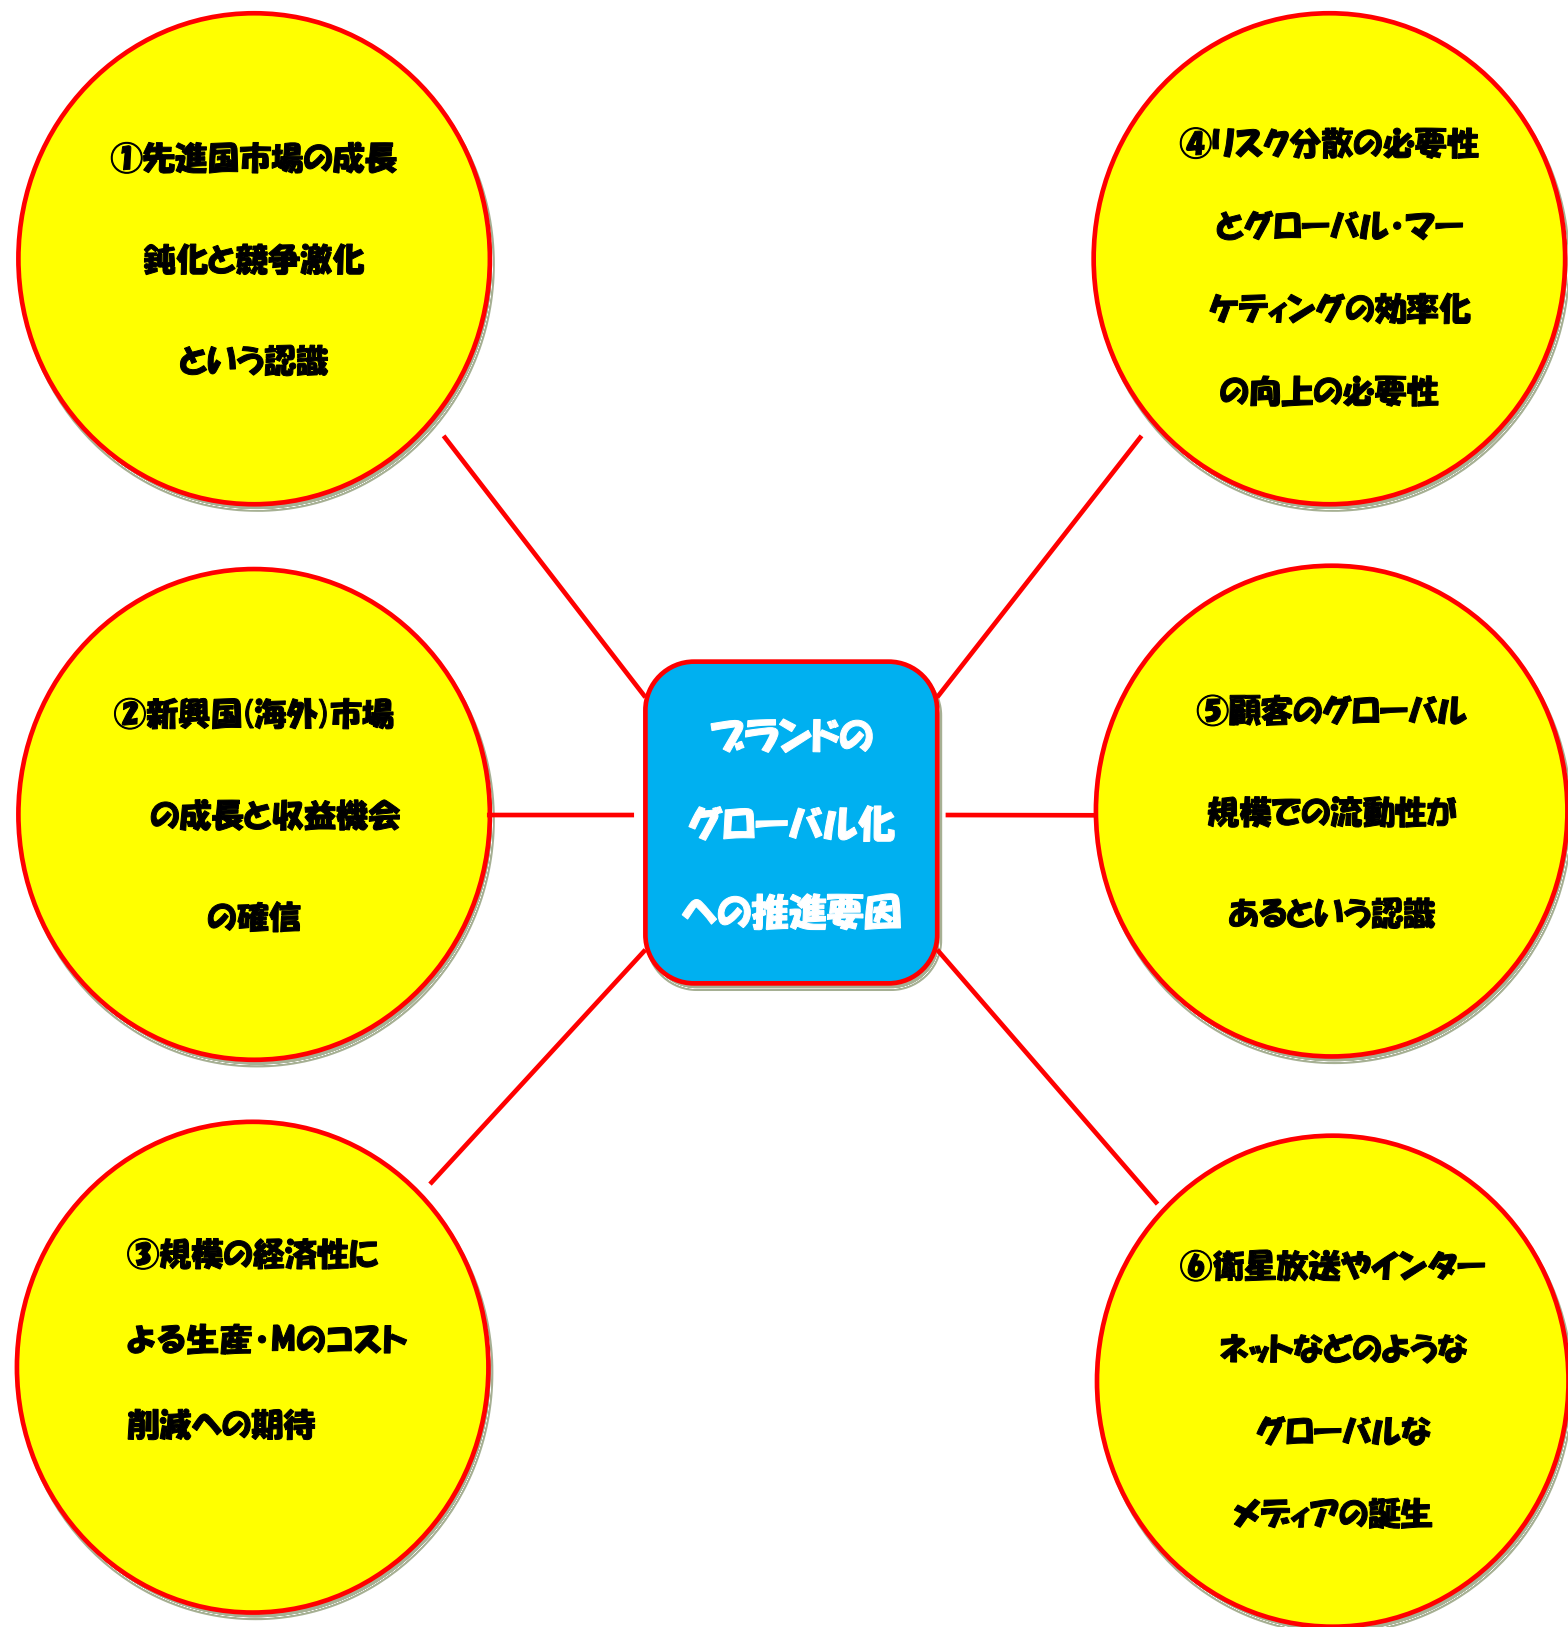 ①先進国市場の成長
鈍化と競争激化
という認識
②新興国(海外)市場
の成長と収益機会
の確信
③規模の経済性に
よる生産・Mのコスト
削減への期待
ブランドの
グローバル化
への推進要因
④リスク分散の必要性
とグローバル・マー
ケティングの効率化
の向上の必要性
⑤顧客のグローバル
規模での流動性が
あるという認識
⑥衛星放送やインター
ネットなどのような
グローバルな
メディアの誕生